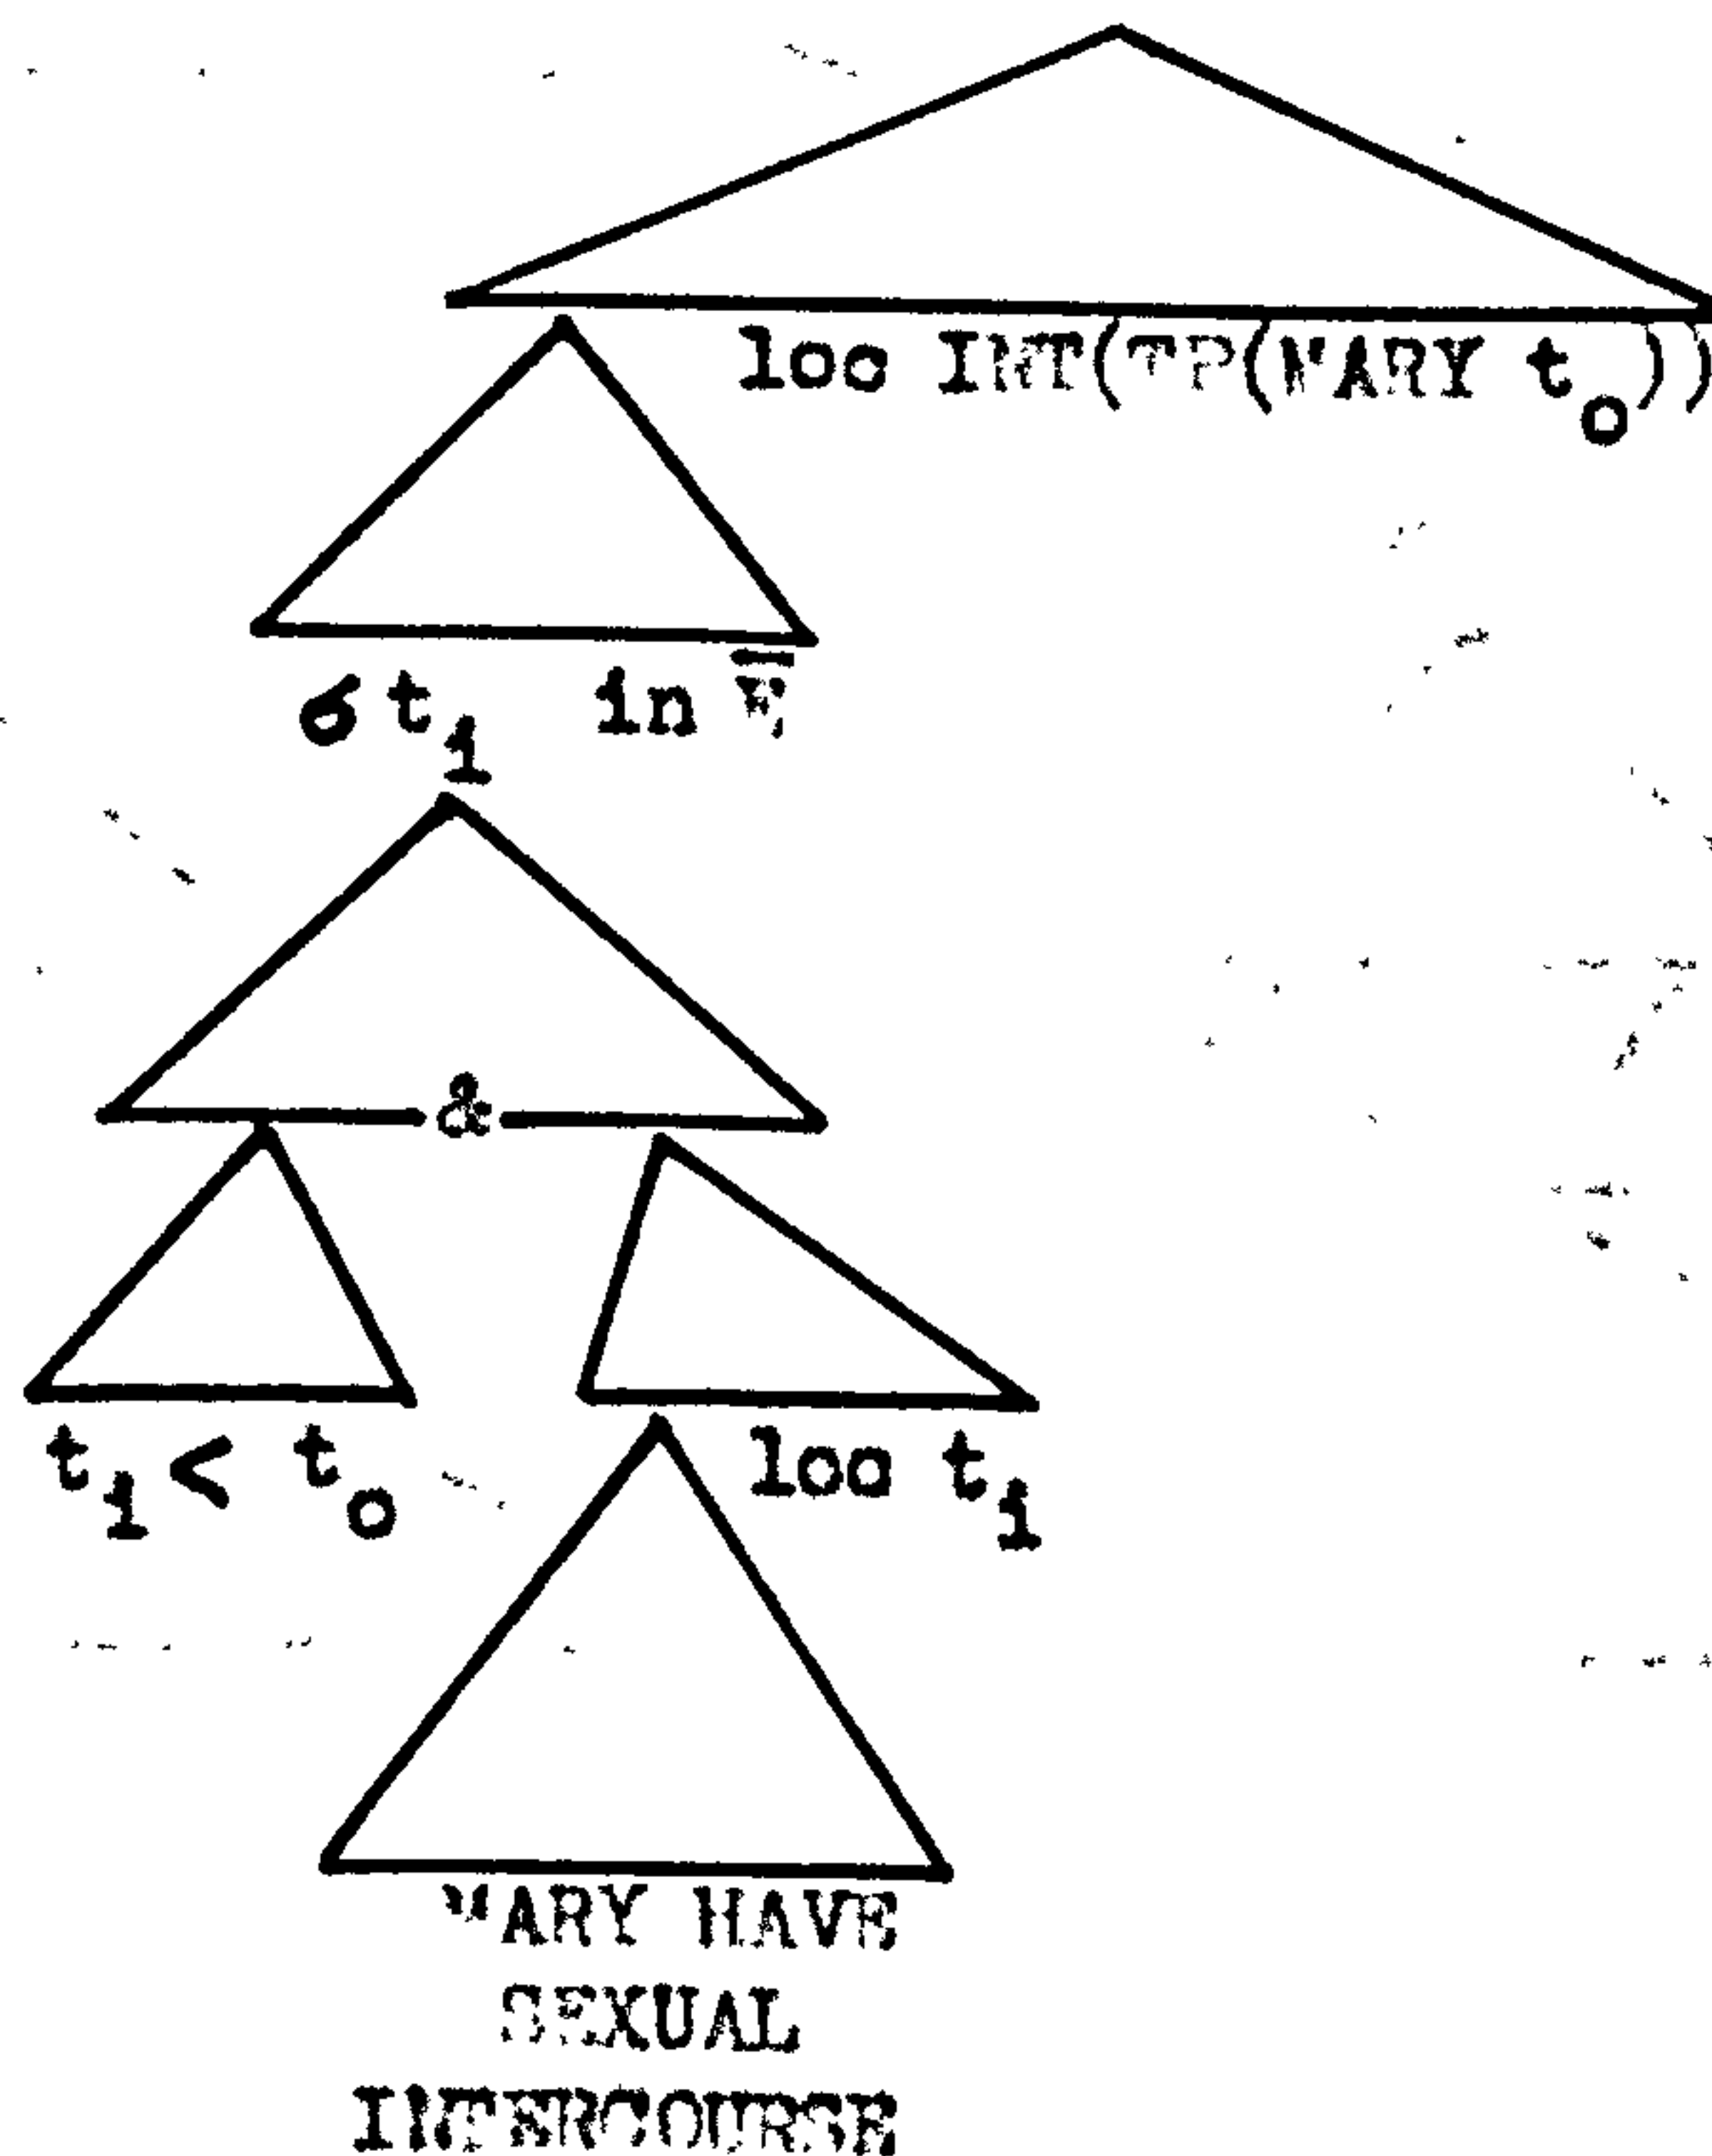 loc INT(TP(MARY t₀))
σ t₁ in W̅,
&
t₁ < t₀ loc t₁
MARY HAVE
SEXUAL
INTERCOURSE